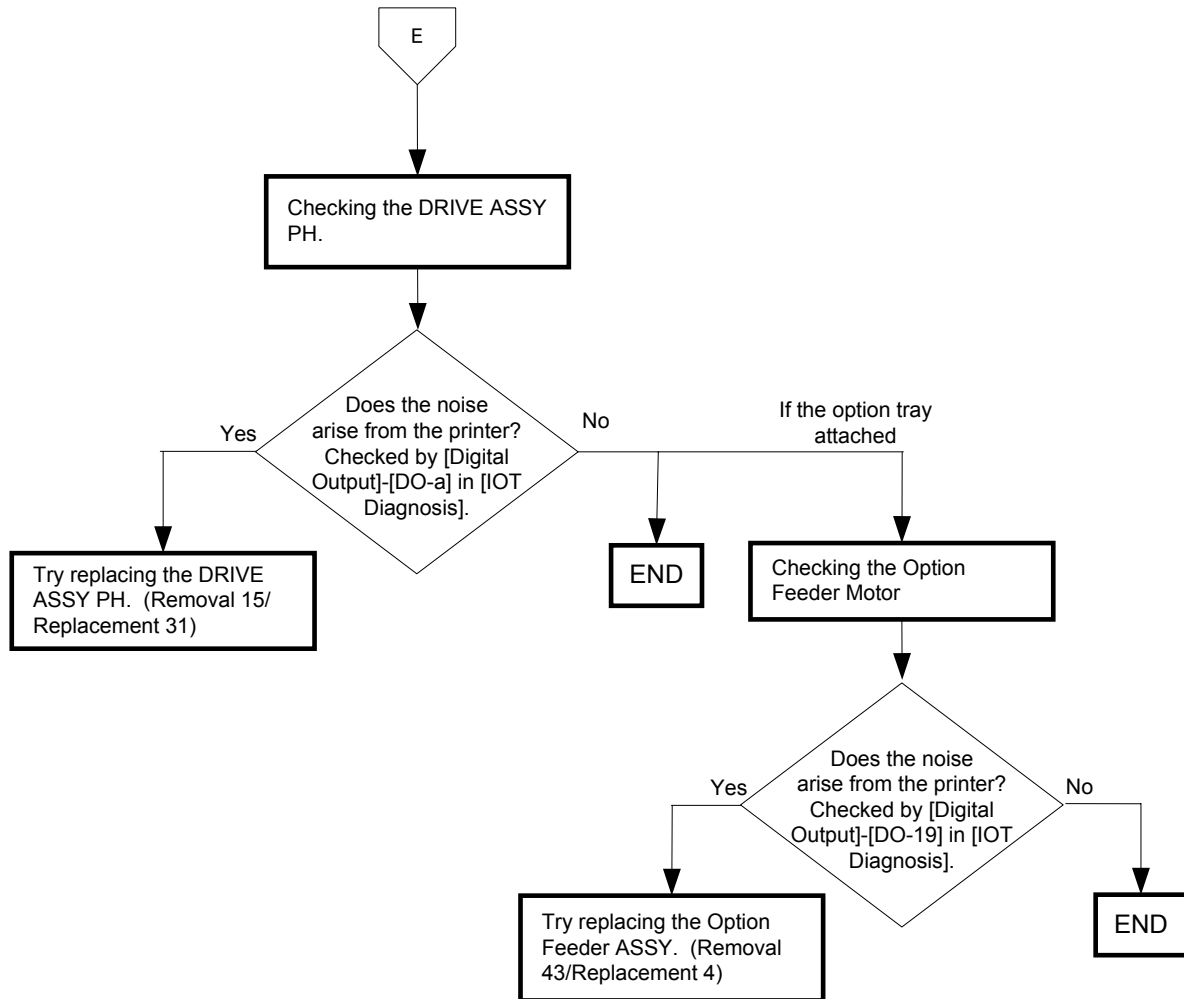 E
Checking the DRIVE ASSY
PH.
Does the noise
arise from the printer?
Checked by [Digital
Output]-[DO-a] in [IOT
Diagnosis].
Yes
No
If the option tray
attached
Try replacing the DRIVE
ASSY PH.  (Removal 15/
Replacement 31)
END
Checking the Option
Feeder Motor
Does the noise
arise from the printer?
Checked by [Digital
Output]-[DO-19] in [IOT
Diagnosis].
Yes
No
Try replacing the Option
Feeder ASSY.  (Removal
43/Replacement 4)
END